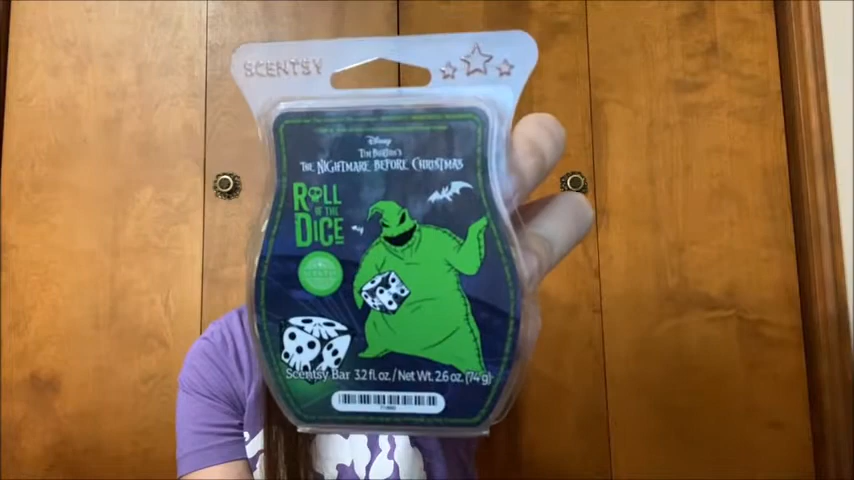 SCENTSY
Disney
TIM BURTON'S
THE NIGHTMARE BEFORE CHRISTMAS
ROLL
OF THE
DICE
SCENTSY
Scentsy Bar 3.2 fl. oz. / Net Wt. 2.6 oz. (74 g)